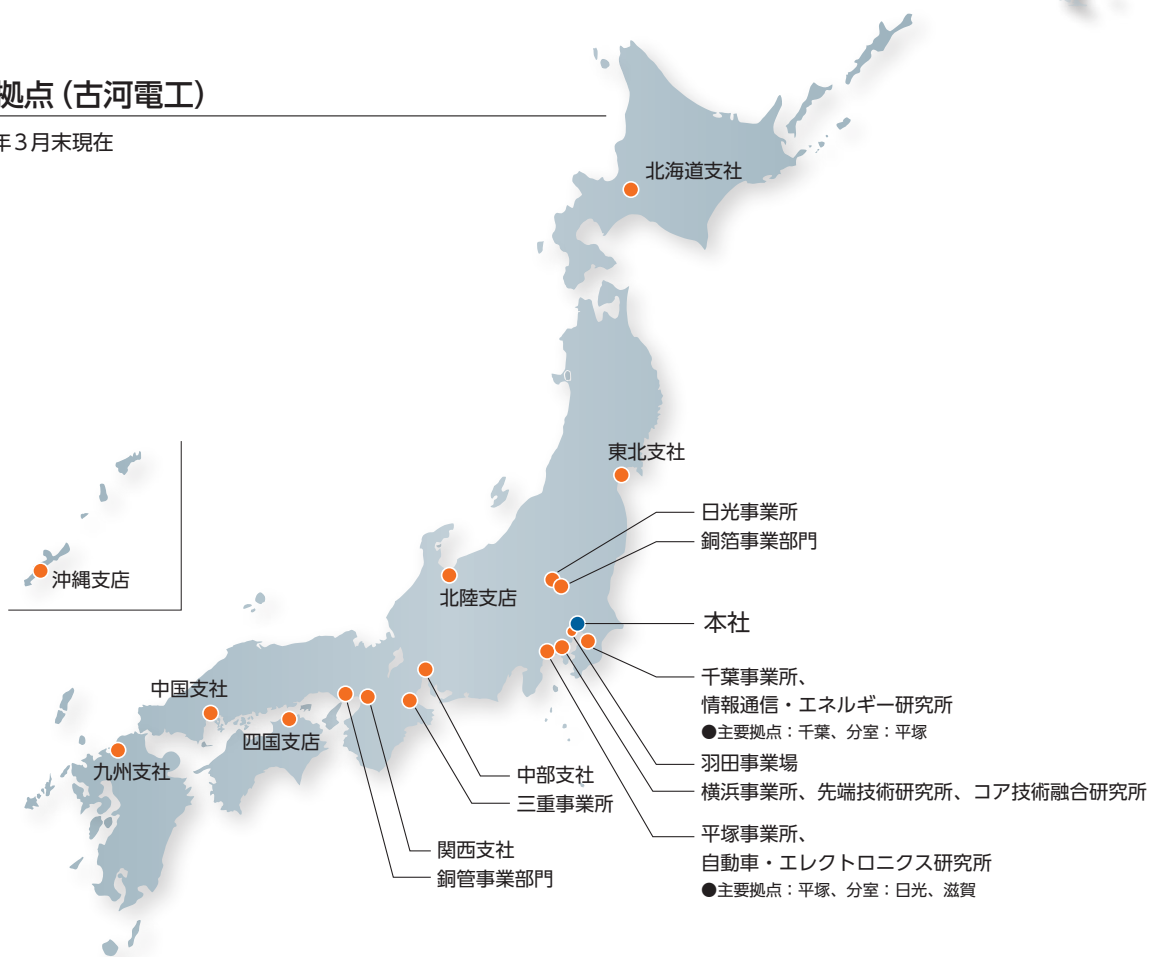 拠点（古河電工）
年３月末現在
北海道支社
東北支社
日光事業所
銅箔事業部門
沖縄支店
北陸支店
本社
千葉事業所、
情報通信・エネルギー研究所
●主要拠点：千葉、分室：平塚
中国支社
四国支店
九州支社
羽田事業場
中部支社
横浜事業所、先端技術研究所、コア技術融合研究所
三重事業所
平塚事業所、
自動車・エレクトロニクス研究所
●主要拠点：平塚、分室：日光、滋賀
関西支社
銅管事業部門